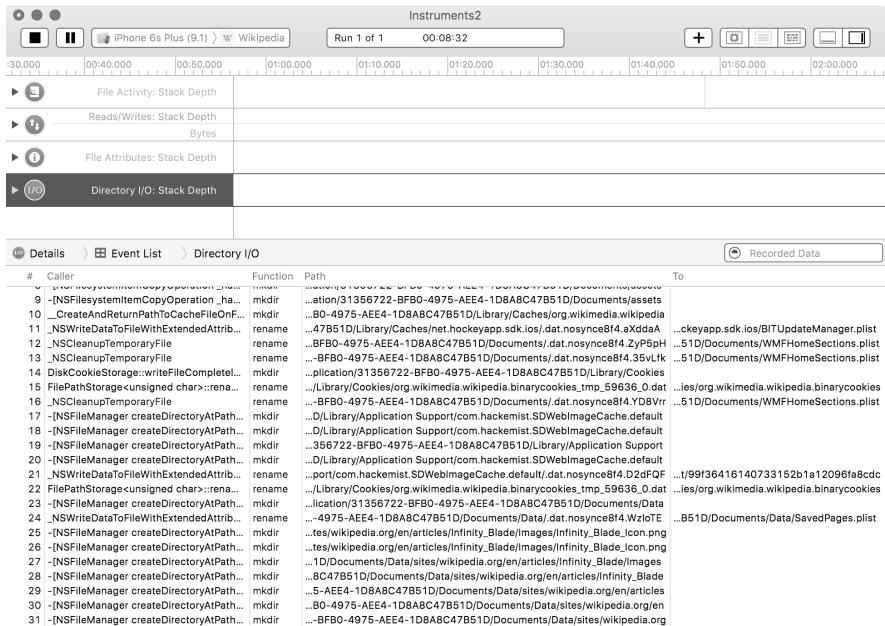 Instruments2
iPhone 6s Plus (9.1) 〉 W Wikipedia
Run 1 of 1 00:08:32
:30.000 00:40.000 00:50.000 01:00.000 01:10.000 01:20.000 01:30.000 01:40.000 01:50.000 02:00.000
File Activity: Stack Depth
Reads/Writes: Stack Depth
Bytes
File Attributes: Stack Depth
I/O Directory I/O: Stack Depth
I/O Details 〉 Event List 〉 Directory I/O Recorded Data
# Caller Function Path To
8 -[NSFilesystemItemCopyOperation _ha... mkdir ...ation/31356722-BFB0-4975-AEE4-1D8A8C47B51D/Documents/assets
9 -[NSFilesystemItemCopyOperation _ha... mkdir ...ation/31356722-BFB0-4975-AEE4-1D8A8C47B51D/Documents/assets
10 __CreateAndReturnPathToCacheFileOnF... mkdir ...B0-4975-AEE4-1D8A8C47B51D/Library/Caches/org.wikimedia.wikipedia
11 _NSWriteDataToFileWithExtendedAttrib... rename ...47B51D/Library/Caches/net.hockeyapp.sdk.ios/.dat.nosynce8f4.aXddaA ...ckeyapp.sdk.ios/BITUpdateManager.plist
12 _NSCleanupTemporaryFile rename ...BFB0-4975-AEE4-1D8A8C47B51D/Documents/.dat.nosynce8f4.ZyP5pH ...51D/Documents/WMFHomeSections.plist
13 _NSCleanupTemporaryFile rename ...-BFB0-4975-AEE4-1D8A8C47B51D/Documents/.dat.nosynce8f4.35vLfk ...51D/Documents/WMFHomeSections.plist
14 DiskCookieStorage::writeFileCompleteI... mkdir ...plication/31356722-BFB0-4975-AEE4-1D8A8C47B51D/Library/Cookies
15 FilePathStorage<unsigned char>::rena... rename .../Library/Cookies/org.wikimedia.wikipedia.binarycookies_tmp_59636_0.dat ...ies/org.wikimedia.wikipedia.binarycookies
16 _NSCleanupTemporaryFile rename ...-BFB0-4975-AEE4-1D8A8C47B51D/Documents/.dat.nosynce8f4.YD8Vrr ...51D/Documents/WMFHomeSections.plist
17 -[NSFileManager createDirectoryAtPath... mkdir ...D/Library/Application Support/com.hackemist.SDWebImageCache.default
18 -[NSFileManager createDirectoryAtPath... mkdir ...D/Library/Application Support/com.hackemist.SDWebImageCache.default
19 -[NSFileManager createDirectoryAtPath... mkdir ...356722-BFB0-4975-AEE4-1D8A8C47B51D/Library/Application Support
20 -[NSFileManager createDirectoryAtPath... mkdir ...D/Library/Application Support/com.hackemist.SDWebImageCache.default
21 _NSWriteDataToFileWithExtendedAttrib... rename ...port/com.hackemist.SDWebImageCache.default/.dat.nosynce8f4.D2dFQF ...t/99f36416140733152b1a12096fa8cdc
22 FilePathStorage<unsigned char>::rena... rename .../Library/Cookies/org.wikimedia.wikipedia.binarycookies_tmp_59636_0.dat ...ies/org.wikimedia.wikipedia.binarycookies
23 -[NSFileManager createDirectoryAtPath... mkdir ...lication/31356722-BFB0-4975-AEE4-1D8A8C47B51D/Documents/Data
24 _NSWriteDataToFileWithExtendedAttrib... rename ...-4975-AEE4-1D8A8C47B51D/Documents/Data/.dat.nosynce8f4.WzIoTE ...B51D/Documents/Data/SavedPages.plist
25 -[NSFileManager createDirectoryAtPath... mkdir ...tes/wikipedia.org/en/articles/Infinity_Blade/Images/Infinity_Blade_Icon.png
26 -[NSFileManager createDirectoryAtPath... mkdir ...tes/wikipedia.org/en/articles/Infinity_Blade/Images/Infinity_Blade_Icon.png
27 -[NSFileManager createDirectoryAtPath... mkdir ...1D/Documents/Data/sites/wikipedia.org/en/articles/Infinity_Blade/Images
28 -[NSFileManager createDirectoryAtPath... mkdir ...8C47B51D/Documents/Data/sites/wikipedia.org/en/articles/Infinity_Blade
29 -[NSFileManager createDirectoryAtPath... mkdir ...5-AEE4-1D8A8C47B51D/Documents/Data/sites/wikipedia.org/en/articles
30 -[NSFileManager createDirectoryAtPath... mkdir ...B0-4975-AEE4-1D8A8C47B51D/Documents/Data/sites/wikipedia.org/en
31 -[NSFileManager createDirectoryAtPath... mkdir ...-BFB0-4975-AEE4-1D8A8C47B51D/Documents/Data/sites/wikipedia.org